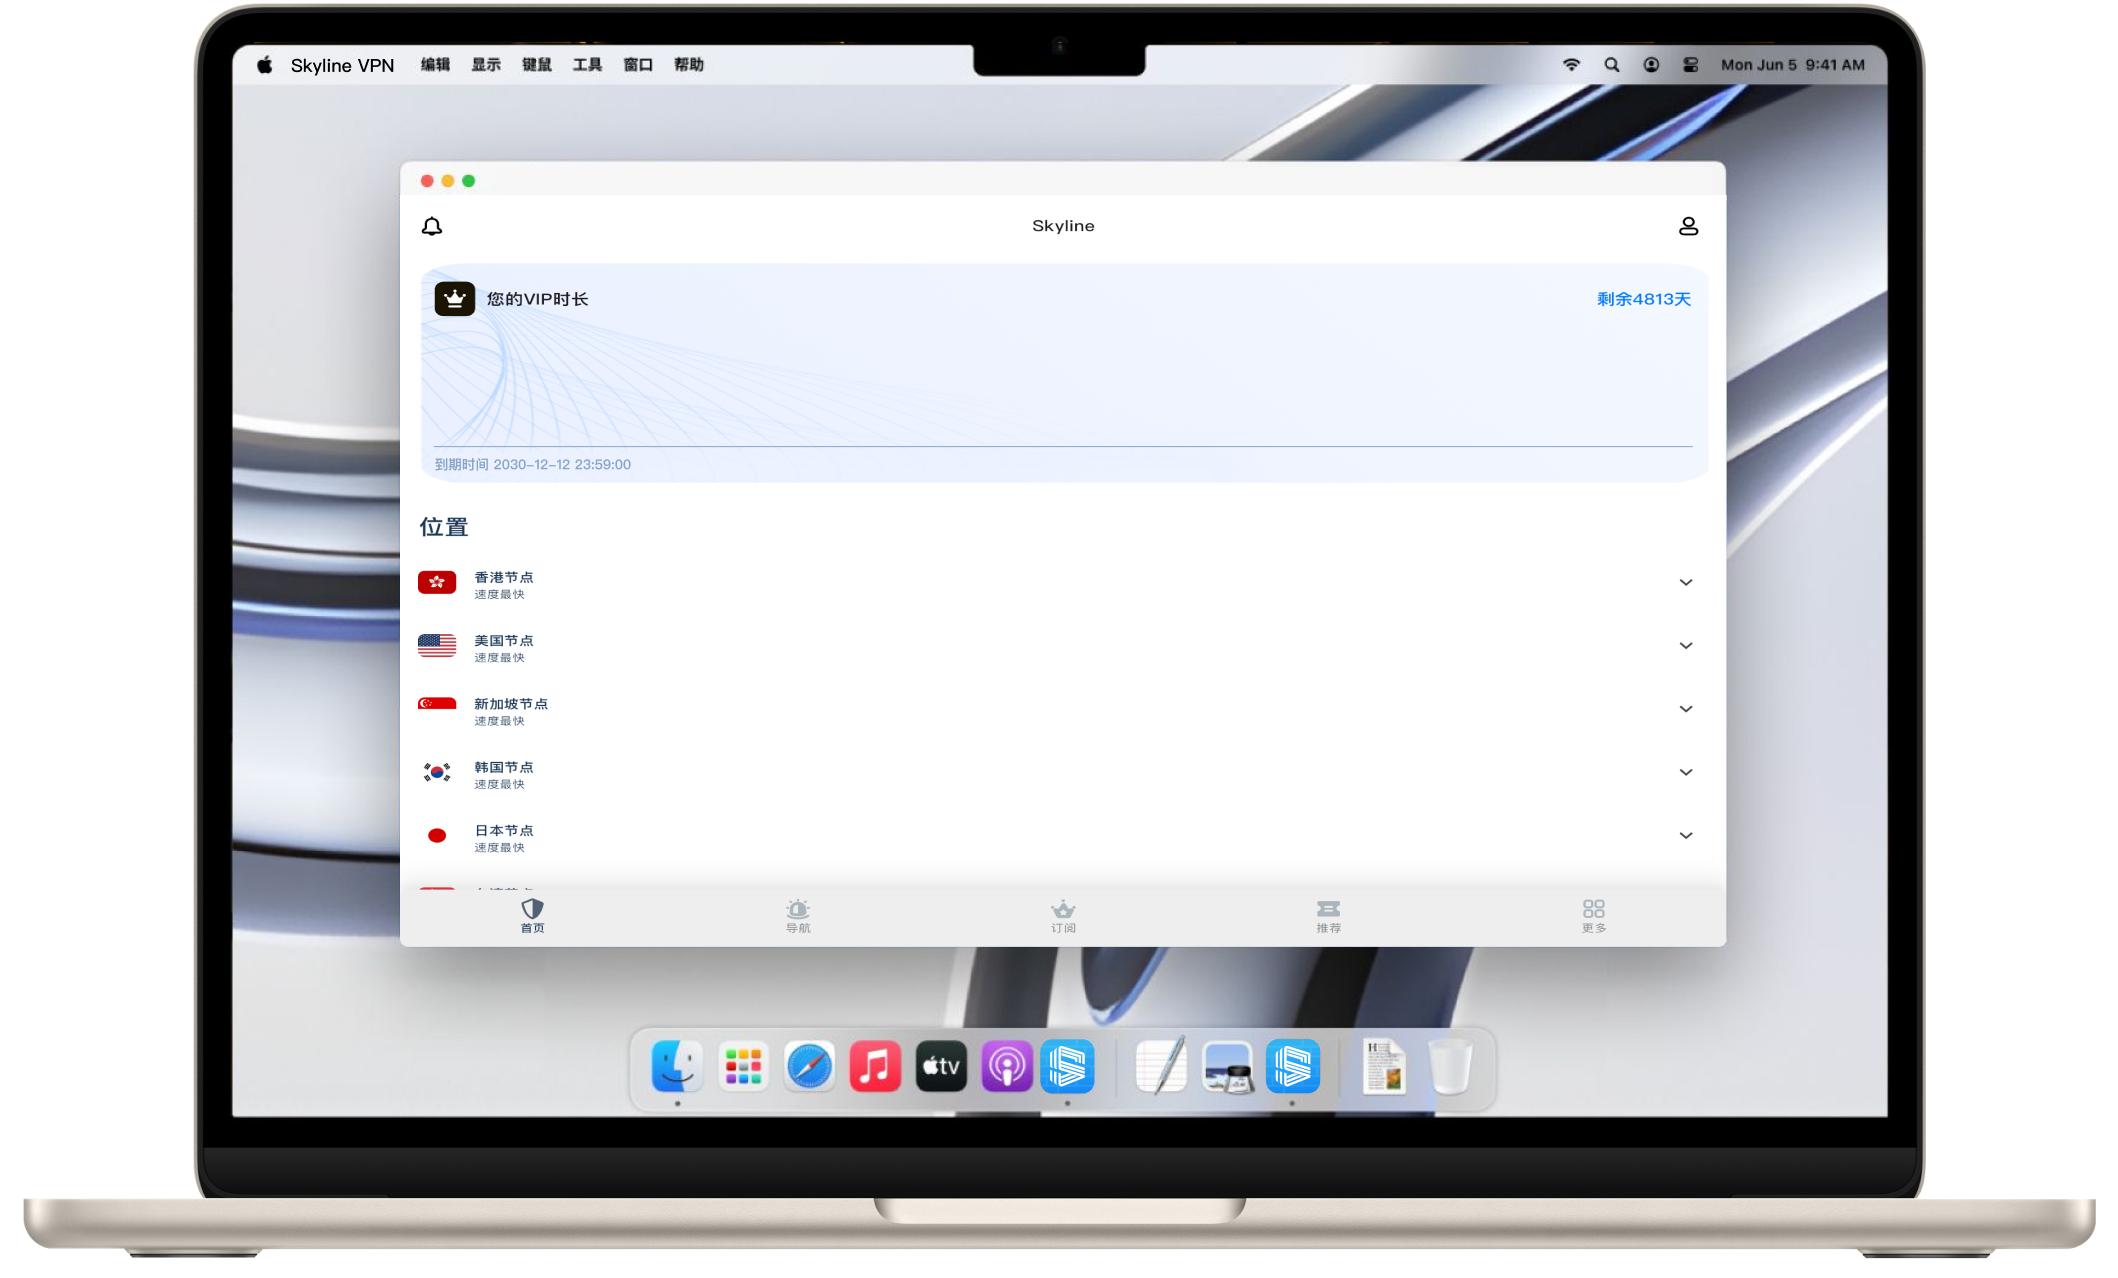 Skyline VPN 编辑 显示 键鼠 工具 窗口 帮助
Mon Jun 5 9:41 AM
Skyline
您的VIP时长
剩余4813天
到期时间 2030-12-12 23:59:00
位置
香港节点
速度最快
美国节点
速度最快
新加坡节点
速度最快
韩国节点
速度最快
日本节点
速度最快
首页
导航
订阅
推荐
更多
tv